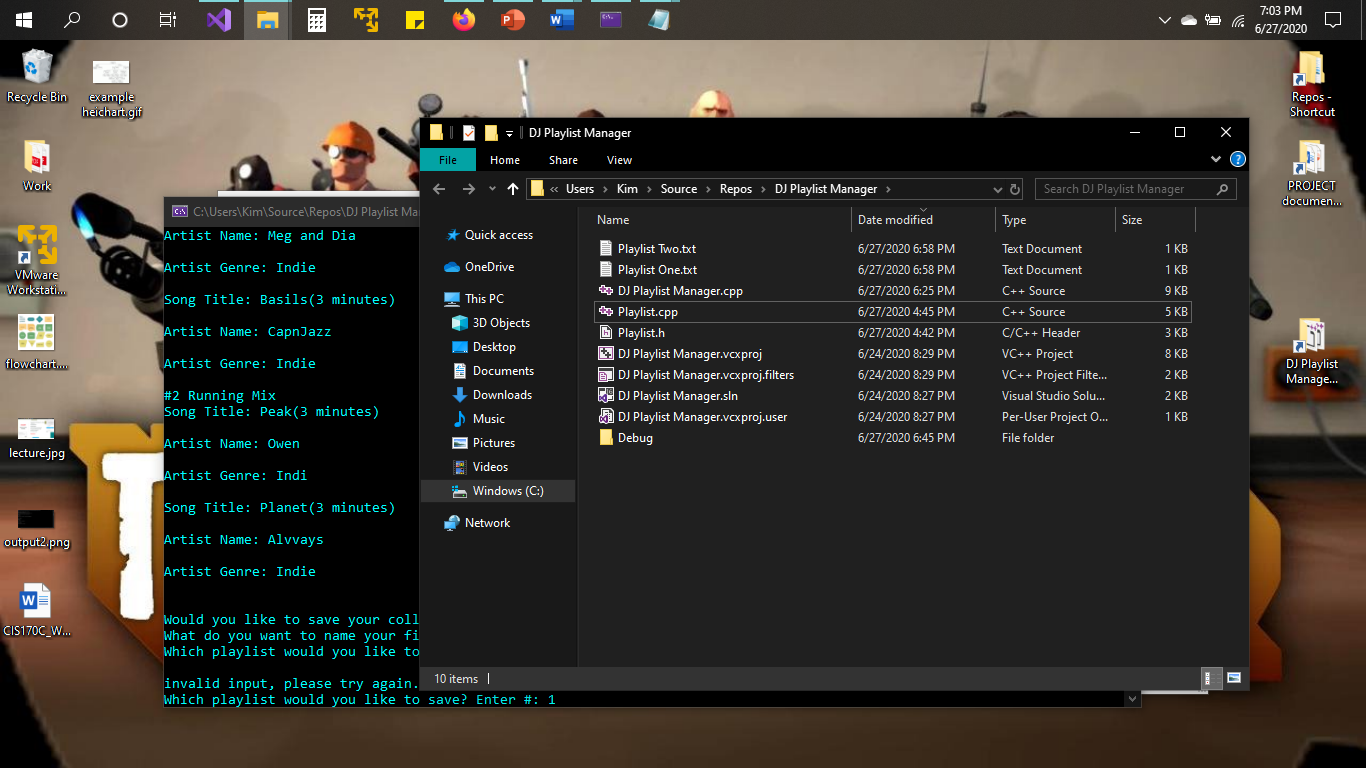 7:03 PM
6/27/2020
Recycle Bin
example
heichart.gif
Work
VMware
Workstati...
flowchart....
lecture.jpg
output2.png
CIS170C_W...
Repos -
Shortcut
PROJECT
documen...
DJ Playlist
Manage...
C:\Users\Kim\Source\Repos\DJ Playlist Ma
Artist Name: Meg and Dia
Artist Genre: Indie
Song Title: Basils(3 minutes)
Artist Name: CapnJazz
Artist Genre: Indie
#2 Running Mix
Song Title: Peak(3 minutes)
Artist Name: Owen
Artist Genre: Indi
Song Title: Planet(3 minutes)
Artist Name: Alvvays
Artist Genre: Indie
Would you like to save your coll
What do you want to name your fi
Which playlist would you like to
invalid input, please try again.
Which playlist would you like to save? Enter #: 1
DJ Playlist Manager
File Home Share View
« Users > Kim > Source > Repos > DJ Playlist Manager >
Search DJ Playlist Manager
Quick access
OneDrive
This PC
3D Objects
Desktop
Documents
Downloads
Music
Pictures
Videos
Windows (C:)
Network
Name Date modified Type Size
Playlist Two.txt 6/27/2020 6:58 PM Text Document 1 KB
Playlist One.txt 6/27/2020 6:58 PM Text Document 1 KB
DJ Playlist Manager.cpp 6/27/2020 6:25 PM C++ Source 9 KB
Playlist.cpp 6/27/2020 4:45 PM C++ Source 5 KB
Playlist.h 6/27/2020 4:42 PM C/C++ Header 3 KB
DJ Playlist Manager.vcxproj 6/24/2020 8:29 PM VC++ Project 8 KB
DJ Playlist Manager.vcxproj.filters 6/24/2020 8:29 PM VC++ Project Filte... 2 KB
DJ Playlist Manager.sln 6/24/2020 8:27 PM Visual Studio Solu... 2 KB
DJ Playlist Manager.vcxproj.user 6/24/2020 8:27 PM Per-User Project O... 1 KB
Debug 6/27/2020 6:45 PM File folder
10 items